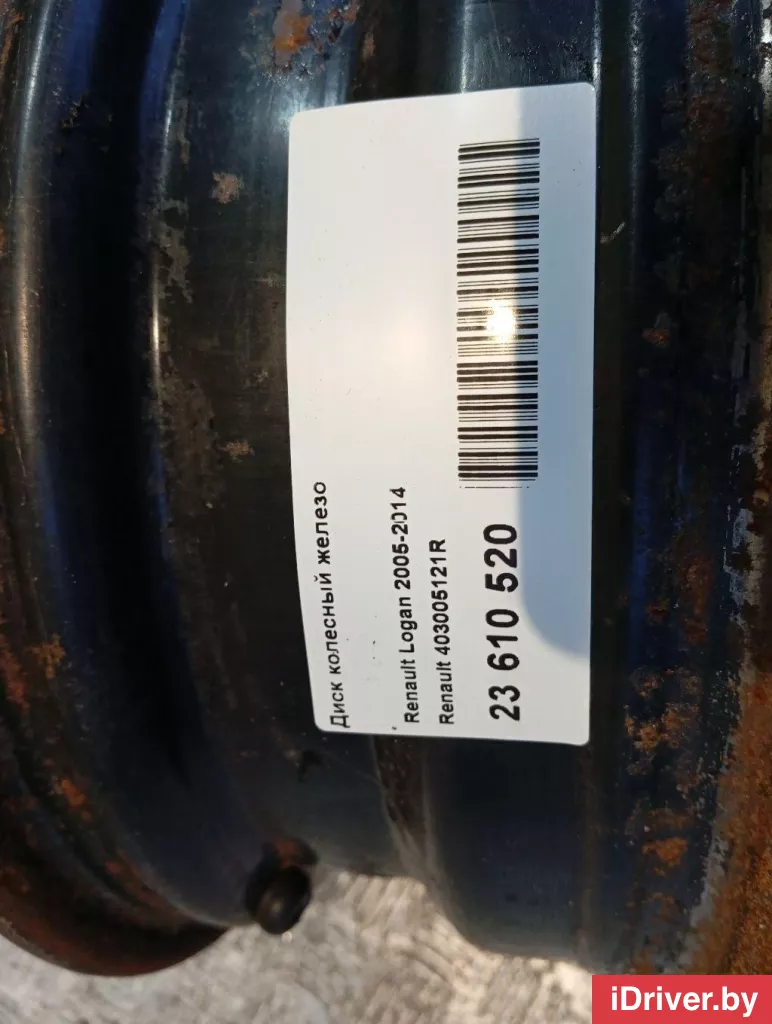 Диск колесный железо
Renault Logan 2005-2014
Renault 403005121R
23 610 520
iDriver.by